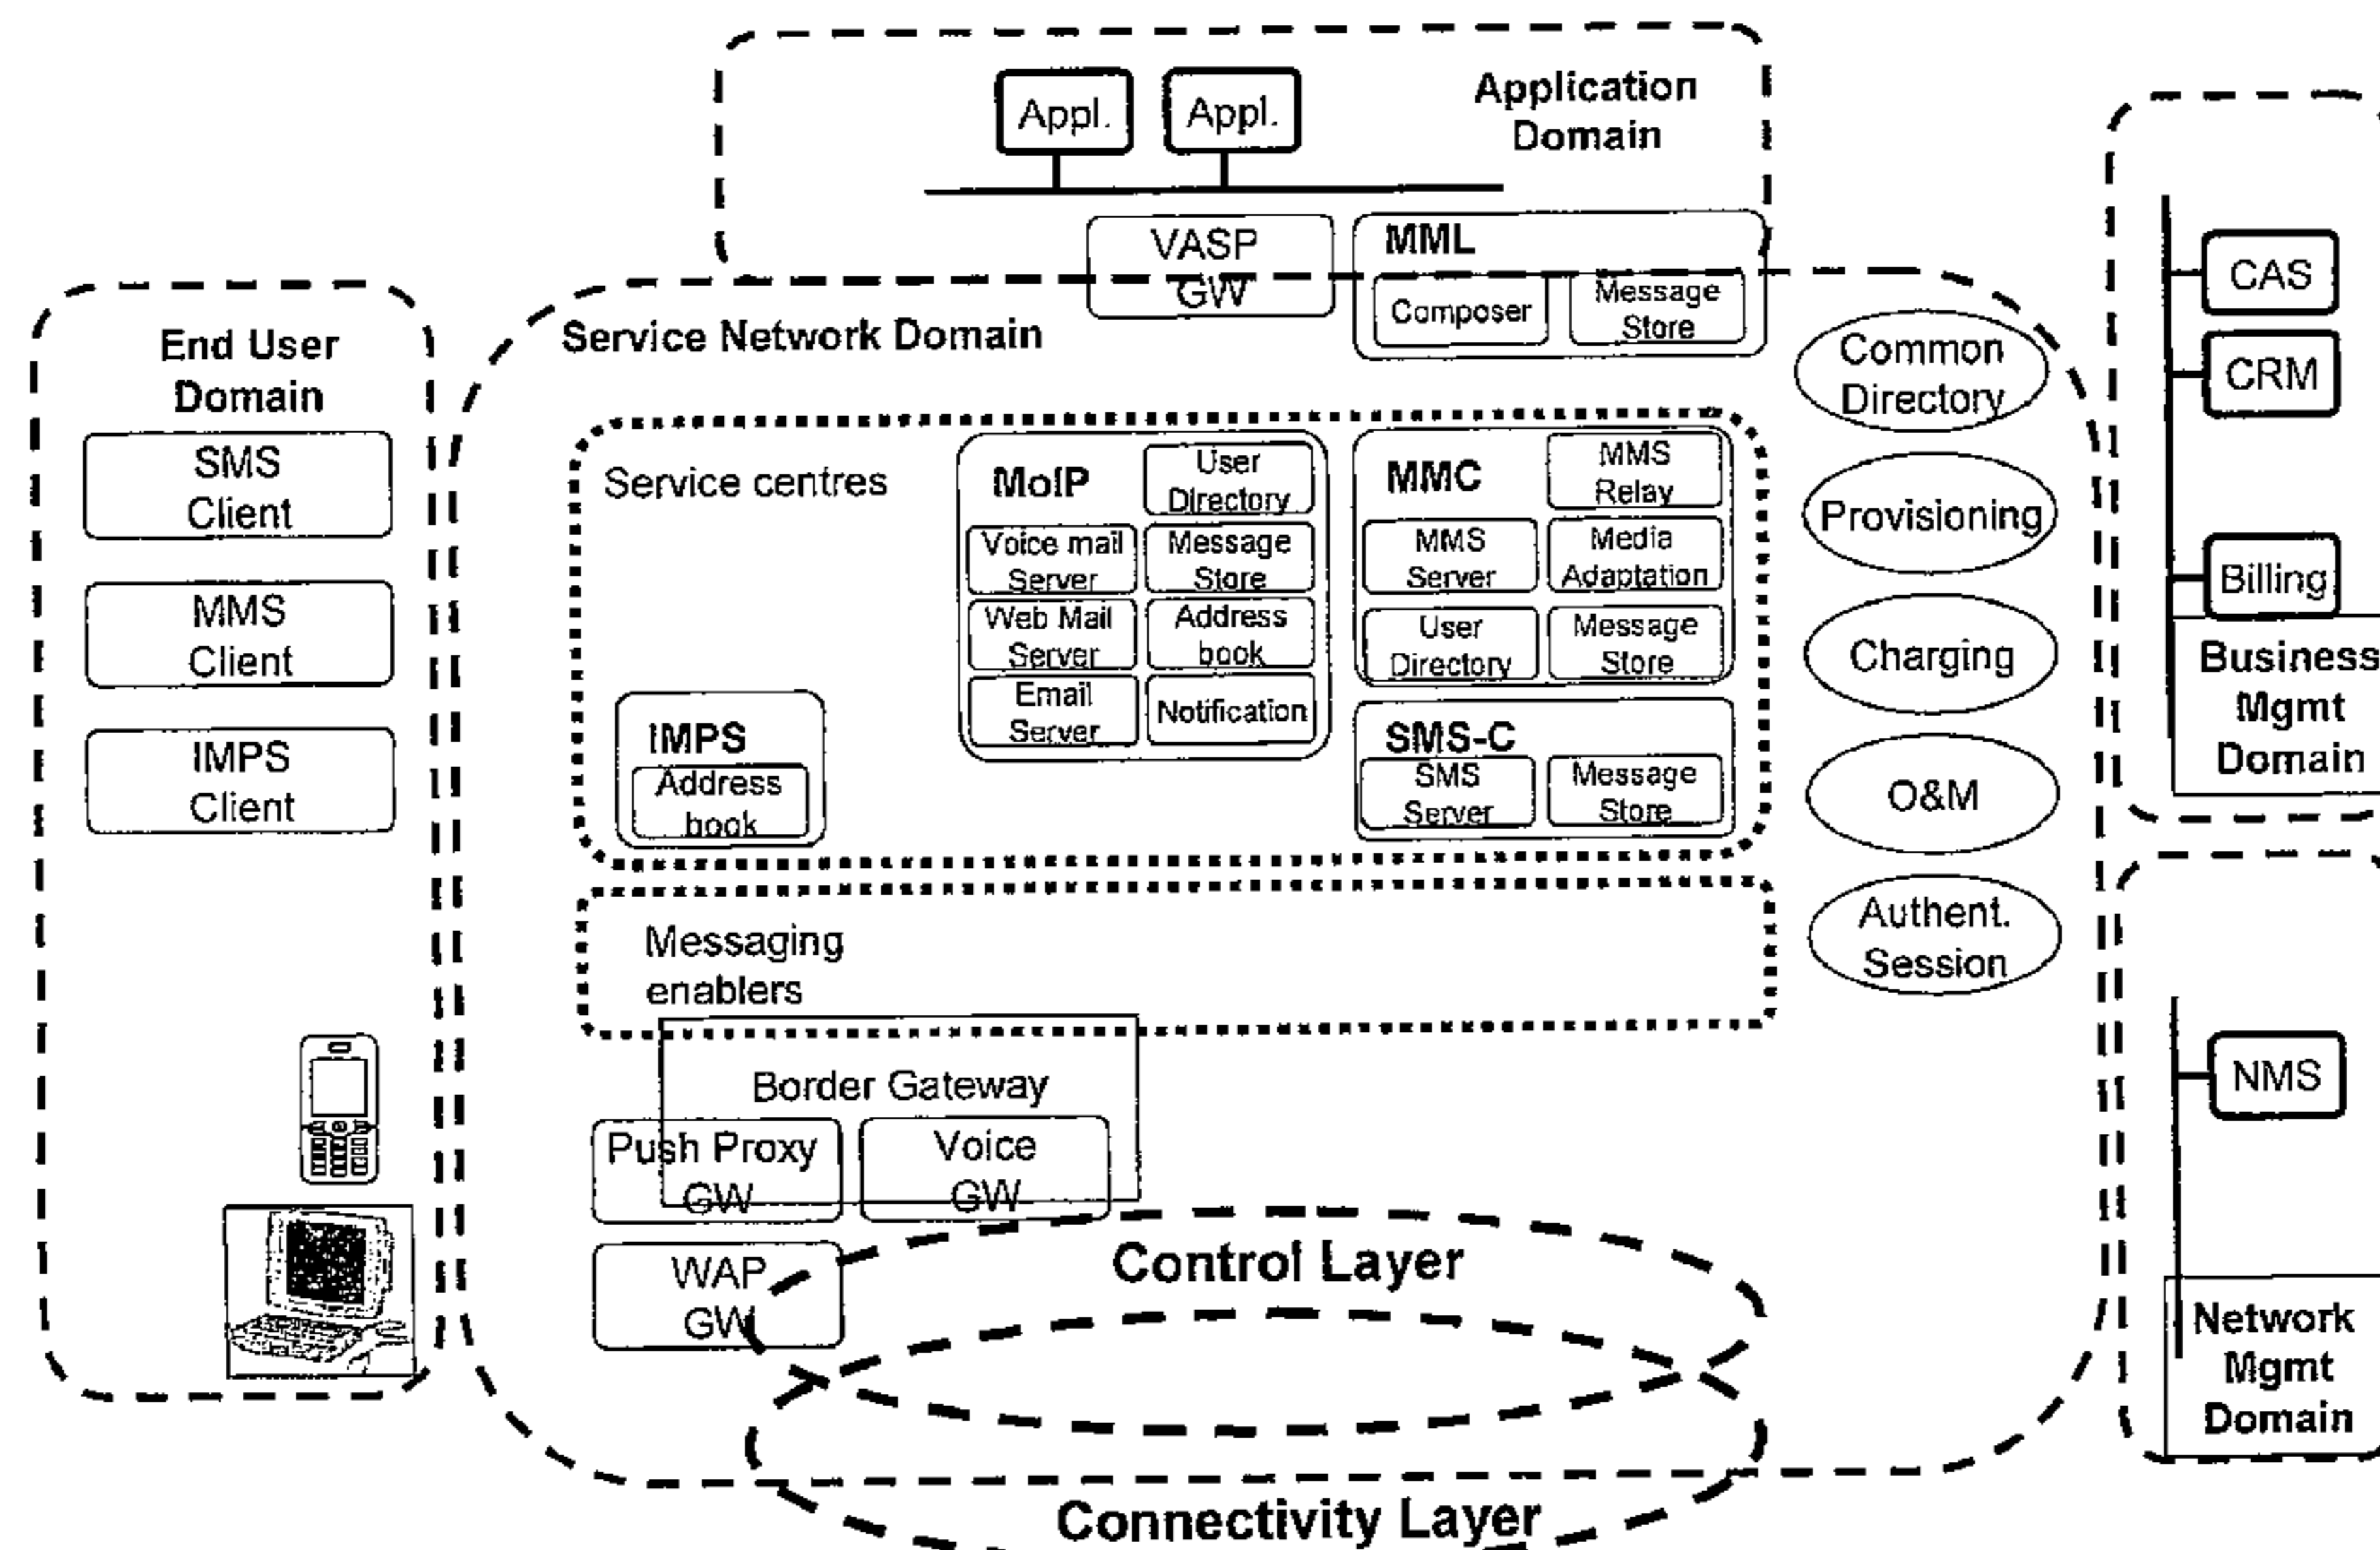 Appl.
Appl.
Application
Domain
VASP
GW
MML
Composer
Message
Store
End User
Domain
SMS
Client
MMS
Client
IMPS
Client
Service Network Domain
Service centres
MoIP
User
Directory
Voice mail
Server
Message
Store
Web Mail
Server
Address
book
Email
Server
Notification
MMC
MMS
Relay
MMS
Server
Media
Adaptation
User
Directory
Message
Store
IMPS
Address
book
SMS-C
SMS
Server
Message
Store
Messaging
enablers
Border Gateway
Push Proxy
GW
Voice
GW
WAP
GW
Control Layer
Connectivity Layer
Common
Directory
Provisioning
Charging
O&M
Authent.
Session
CAS
CRM
Billing
Business
Mgmt
Domain
NMS
Network
Mgmt
Domain